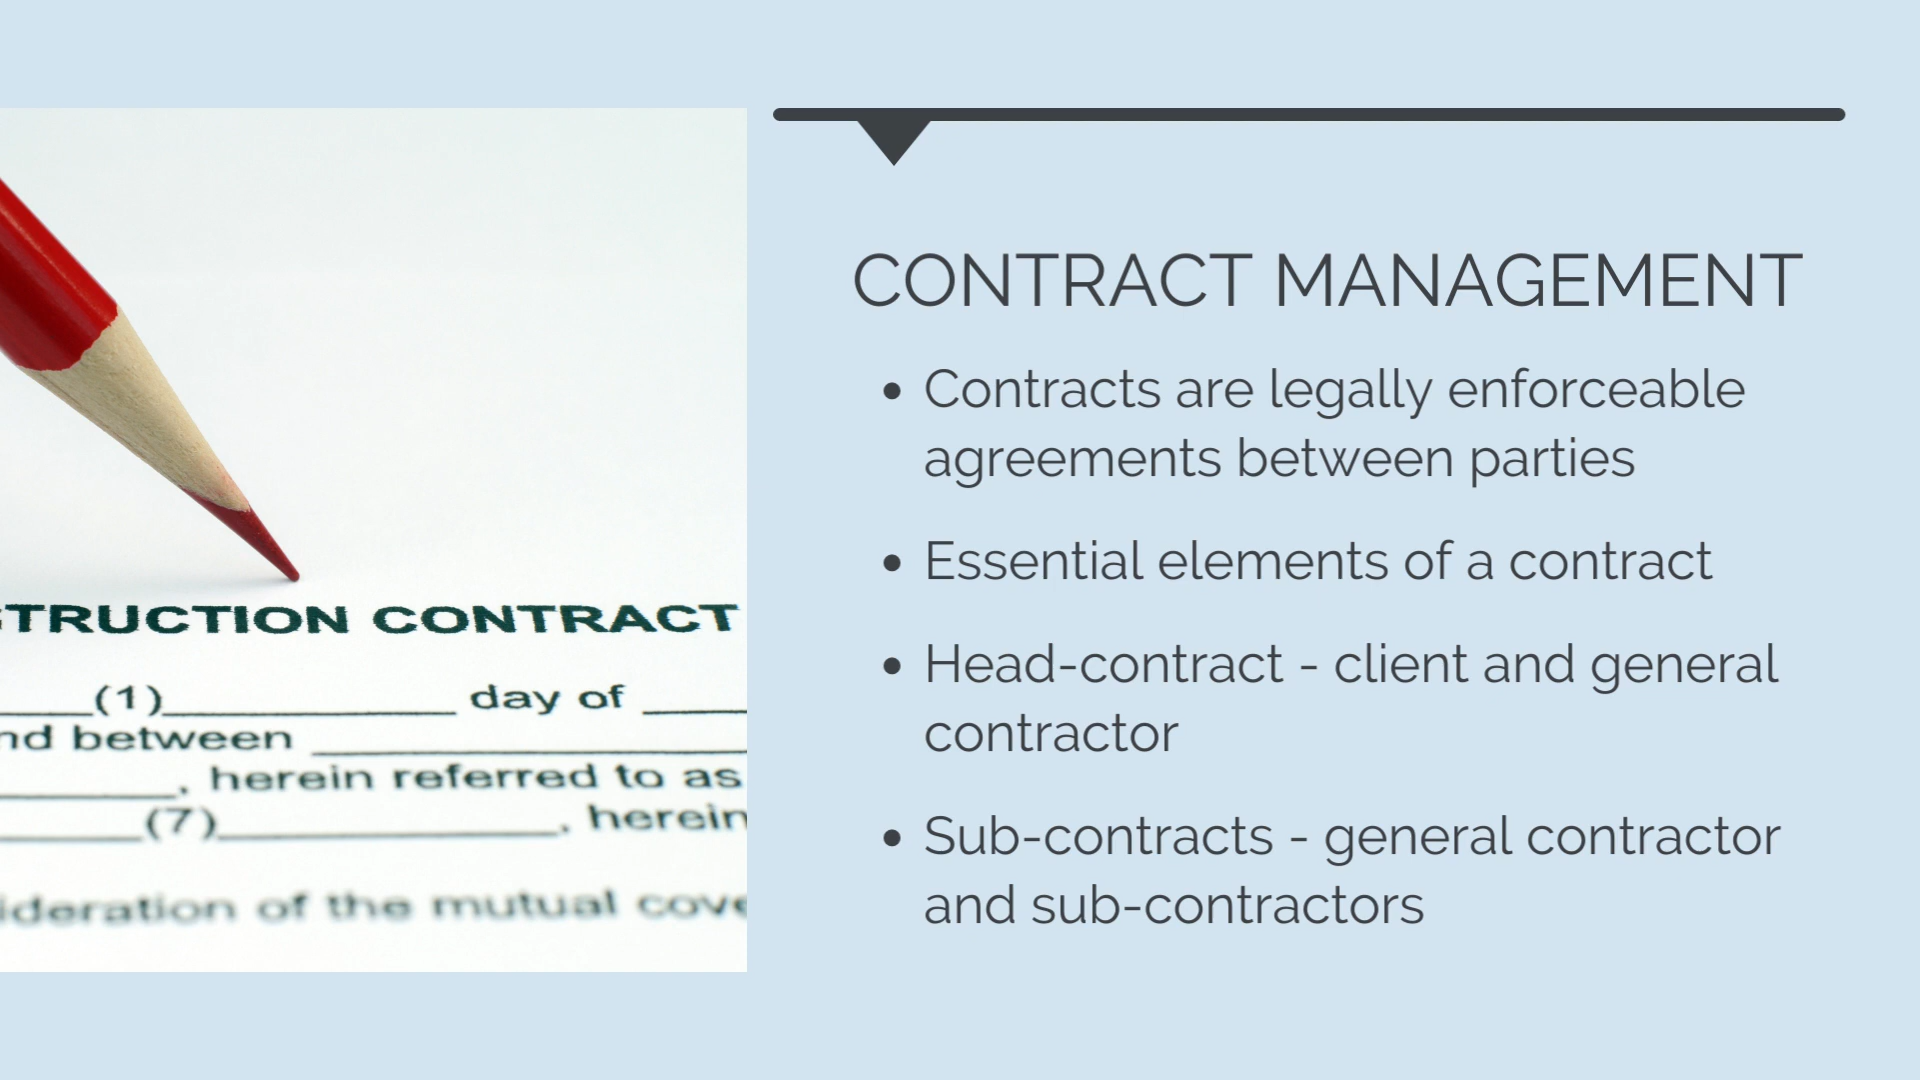 STRUCTION CONTRACT
(1) day of
nd between
, herein referred to as
(7) , herein
ideration of the mutual cove
CONTRACT MANAGEMENT
• Contracts are legally enforceable
agreements between parties
• Essential elements of a contract
• Head-contract - client and general
contractor
• Sub-contracts - general contractor
and sub-contractors